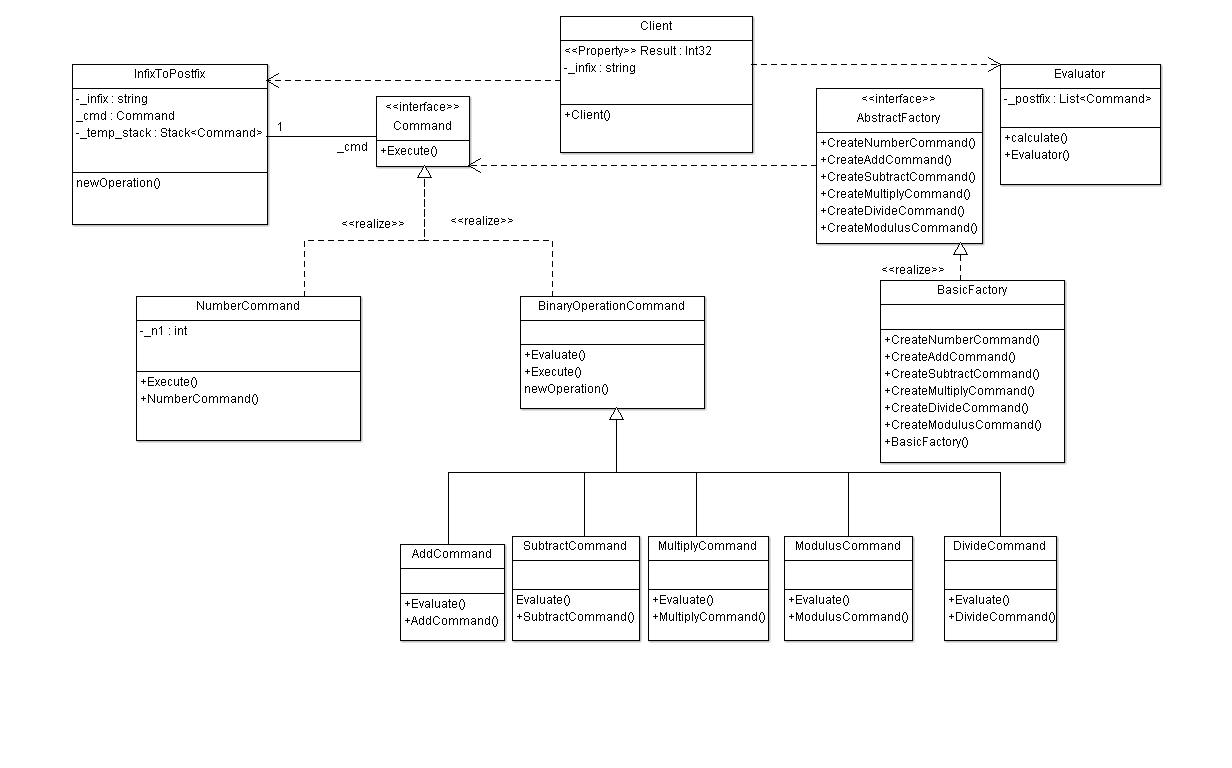 Client
<<Property>> Result : Int32
-_infix : string
+Client()
InfixToPostfix
-_infix : string
_cmd : Command
-_temp_stack : Stack<Command>
newOperation()
1
_cmd
<<interface>>
Command
+Execute()
<<interface>>
AbstractFactory
+CreateNumberCommand()
+CreateAddCommand()
+CreateSubtractCommand()
+CreateMultiplyCommand()
+CreateDivideCommand()
+CreateModulusCommand()
Evaluator
-_postfix : List<Command>
+calculate()
+Evaluator()
<<realize>>
<<realize>>
<<realize>>
NumberCommand
-_n1 : int
+Execute()
+NumberCommand()
BinaryOperationCommand
+Evaluate()
+Execute()
newOperation()
BasicFactory
+CreateNumberCommand()
+CreateAddCommand()
+CreateSubtractCommand()
+CreateMultiplyCommand()
+CreateDivideCommand()
+CreateModulusCommand()
+BasicFactory()
AddCommand
+Evaluate()
+AddCommand()
SubtractCommand
Evaluate()
+SubtractCommand()
MultiplyCommand
+Evaluate()
+MultiplyCommand()
ModulusCommand
+Evaluate()
+ModulusCommand()
DivideCommand
+Evaluate()
+DivideCommand()